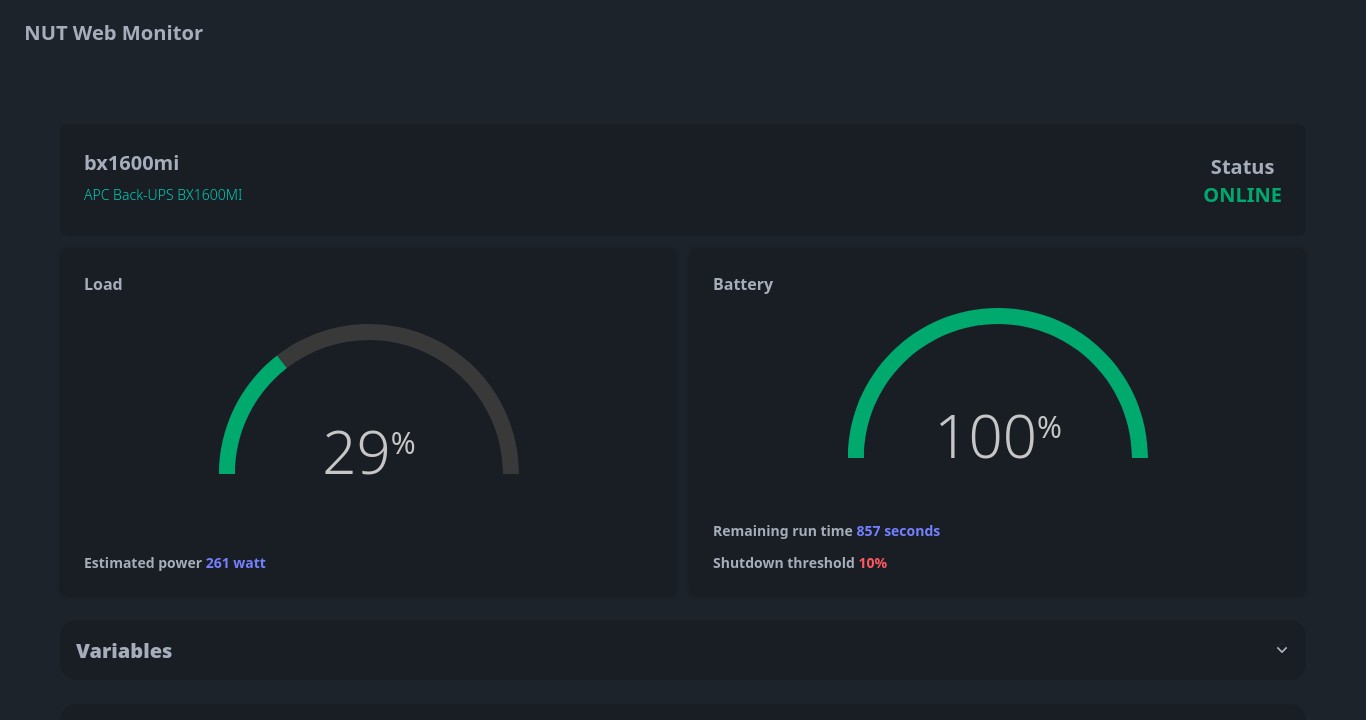 NUT Web Monitor
bx1600mi
APC Back-UPS BX1600MI
Status
ONLINE
Load
29%
Estimated power 261 watt
Battery
100%
Remaining run time 857 seconds
Shutdown threshold 10%
Variables